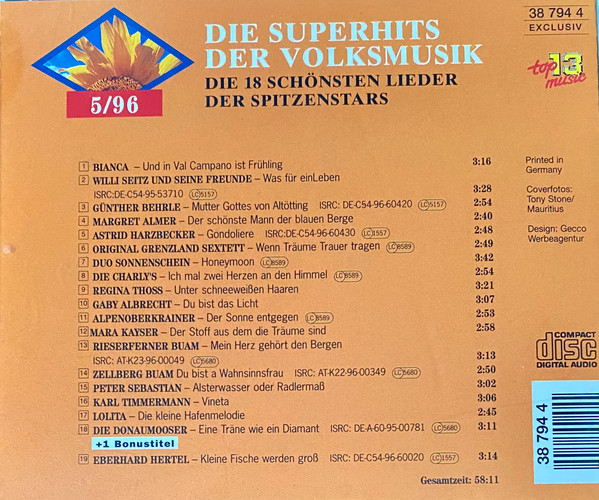 DIE SUPERHITS
DER VOLKSMUSIK
DIE 18 SCHÖNSTEN LIEDER
DER SPITZENSTARS
5/96
38 794 4
EXCLUSIV
top 13 music
1 BIANCA – Und in Val Campano ist Frühling 3:16
2 WILLI SEITZ UND SEINE FREUNDE – Was für einLeben
ISRC:DE-C54-95-53710 LC 5157 3:28
3 GÜNTHER BEHRLE – Mutter Gottes von Altötting ISRC: DE-C54-96-60420 LC 5157 2:54
4 MARGRET ALMER – Der schönste Mann der blauen Berge 2:40
5 ASTRID HARZBECKER – Gondoliere ISRC:DE-C54-96-60430 LC 1557 2:48
6 ORIGINAL GRENZLAND SEXTETT – Wenn Träume Trauer tragen LC 8589 2:49
7 DUO SONNENSCHEIN – Honeymoon LC 8589 3:42
8 DIE CHARLY'S – Ich mal zwei Herzen an den Himmel LC 8589 2:54
9 REGINA THOSS – Unter schneeweißen Haaren 3:21
10 GABY ALBRECHT – Du bist das Licht 3:07
11 ALPENOBERKRAINER – Der Sonne entgegen LC 8589 2:53
12 MARA KAYSER – Der Stoff aus dem die Träume sind 2:58
13 RIESERFERNER BUAM – Mein Herz gehört den Bergen
ISRC: AT-K23-96-00049 LC 5680 3:13
14 ZELLBERG BUAM Du bist a Wahnsinnsfrau ISRC: AT-K22-96-00349 LC 5680 2:50
15 PETER SEBASTIAN – Alsterwasser oder Radlermaß 3:02
16 KARL TIMMERMANN – Vineta 3:06
17 LOLITA – Die kleine Hafenmelodie 2:45
18 DIE DONAUMOOSER – Eine Träne wie ein Diamant ISRC: DE-A-60-95-00781 LC 5680 3:11
+1 Bonustitel
19 EBERHARD HERTEL – Kleine Fische werden groß ISRC: DE-C54-96-60020 LC 1557 3:14
Gesamtzeit: 58:11
Printed in
Germany
Coverfotos:
Tony Stone/
Mauritius
Design: Gecco
Werbeagentur
COMPACT
disc
DIGITAL AUDIO
38 794 4